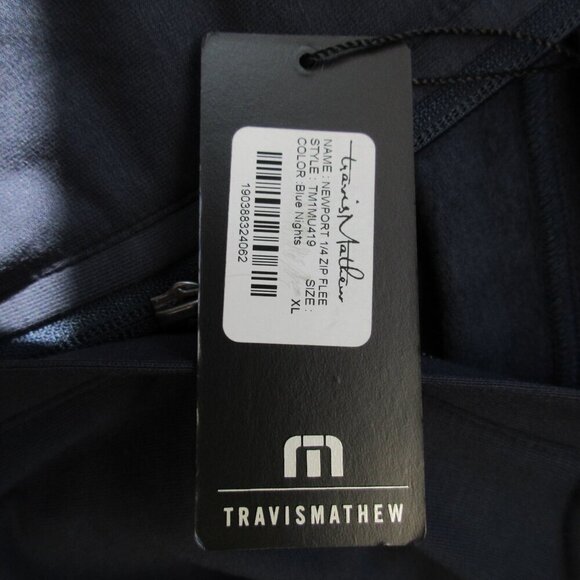 travisMathew
NAME : NEWPORT 1/4 ZIP FLEE
STYLE : TM1MU419 SIZE :
COLOR :Blue Nights XL
190388324062
TRAVISMATHEW